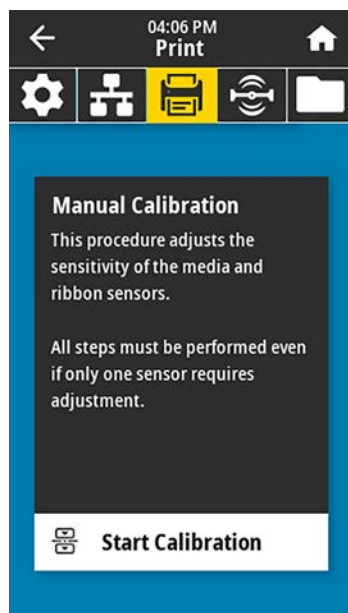 04:06 PM
Print
Manual Calibration
This procedure adjusts the
sensitivity of the media and
ribbon sensors.
All steps must be performed even
if only one sensor requires
adjustment.
Start Calibration